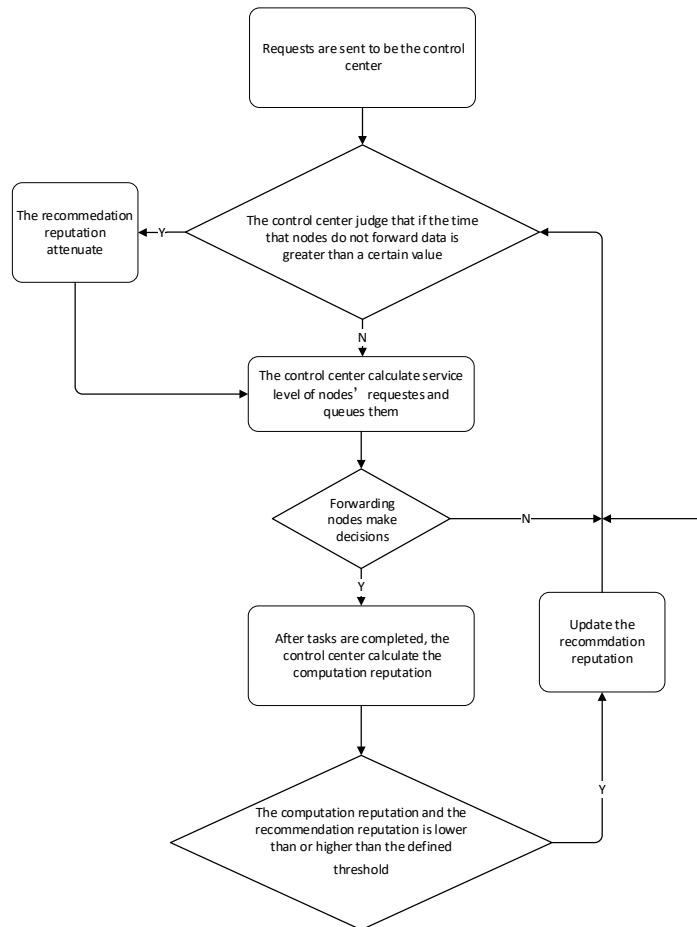 Requests are sent to be the control
center
The recommedation
reputation
attenuate
Y
The control center judge that if the time
that nodes do not forward data is
greater than a certain value
N
The control center calculate service
level of nodes’ requestes and
queues them
Forwarding
nodes make
decisions
N
Y
After tasks are completed, the
control center calculate the
computation reputation
Update the
recommdation
reputation
Y
The computation reputation and the
recommendation reputation is lower
than or higher than the defined
threshold